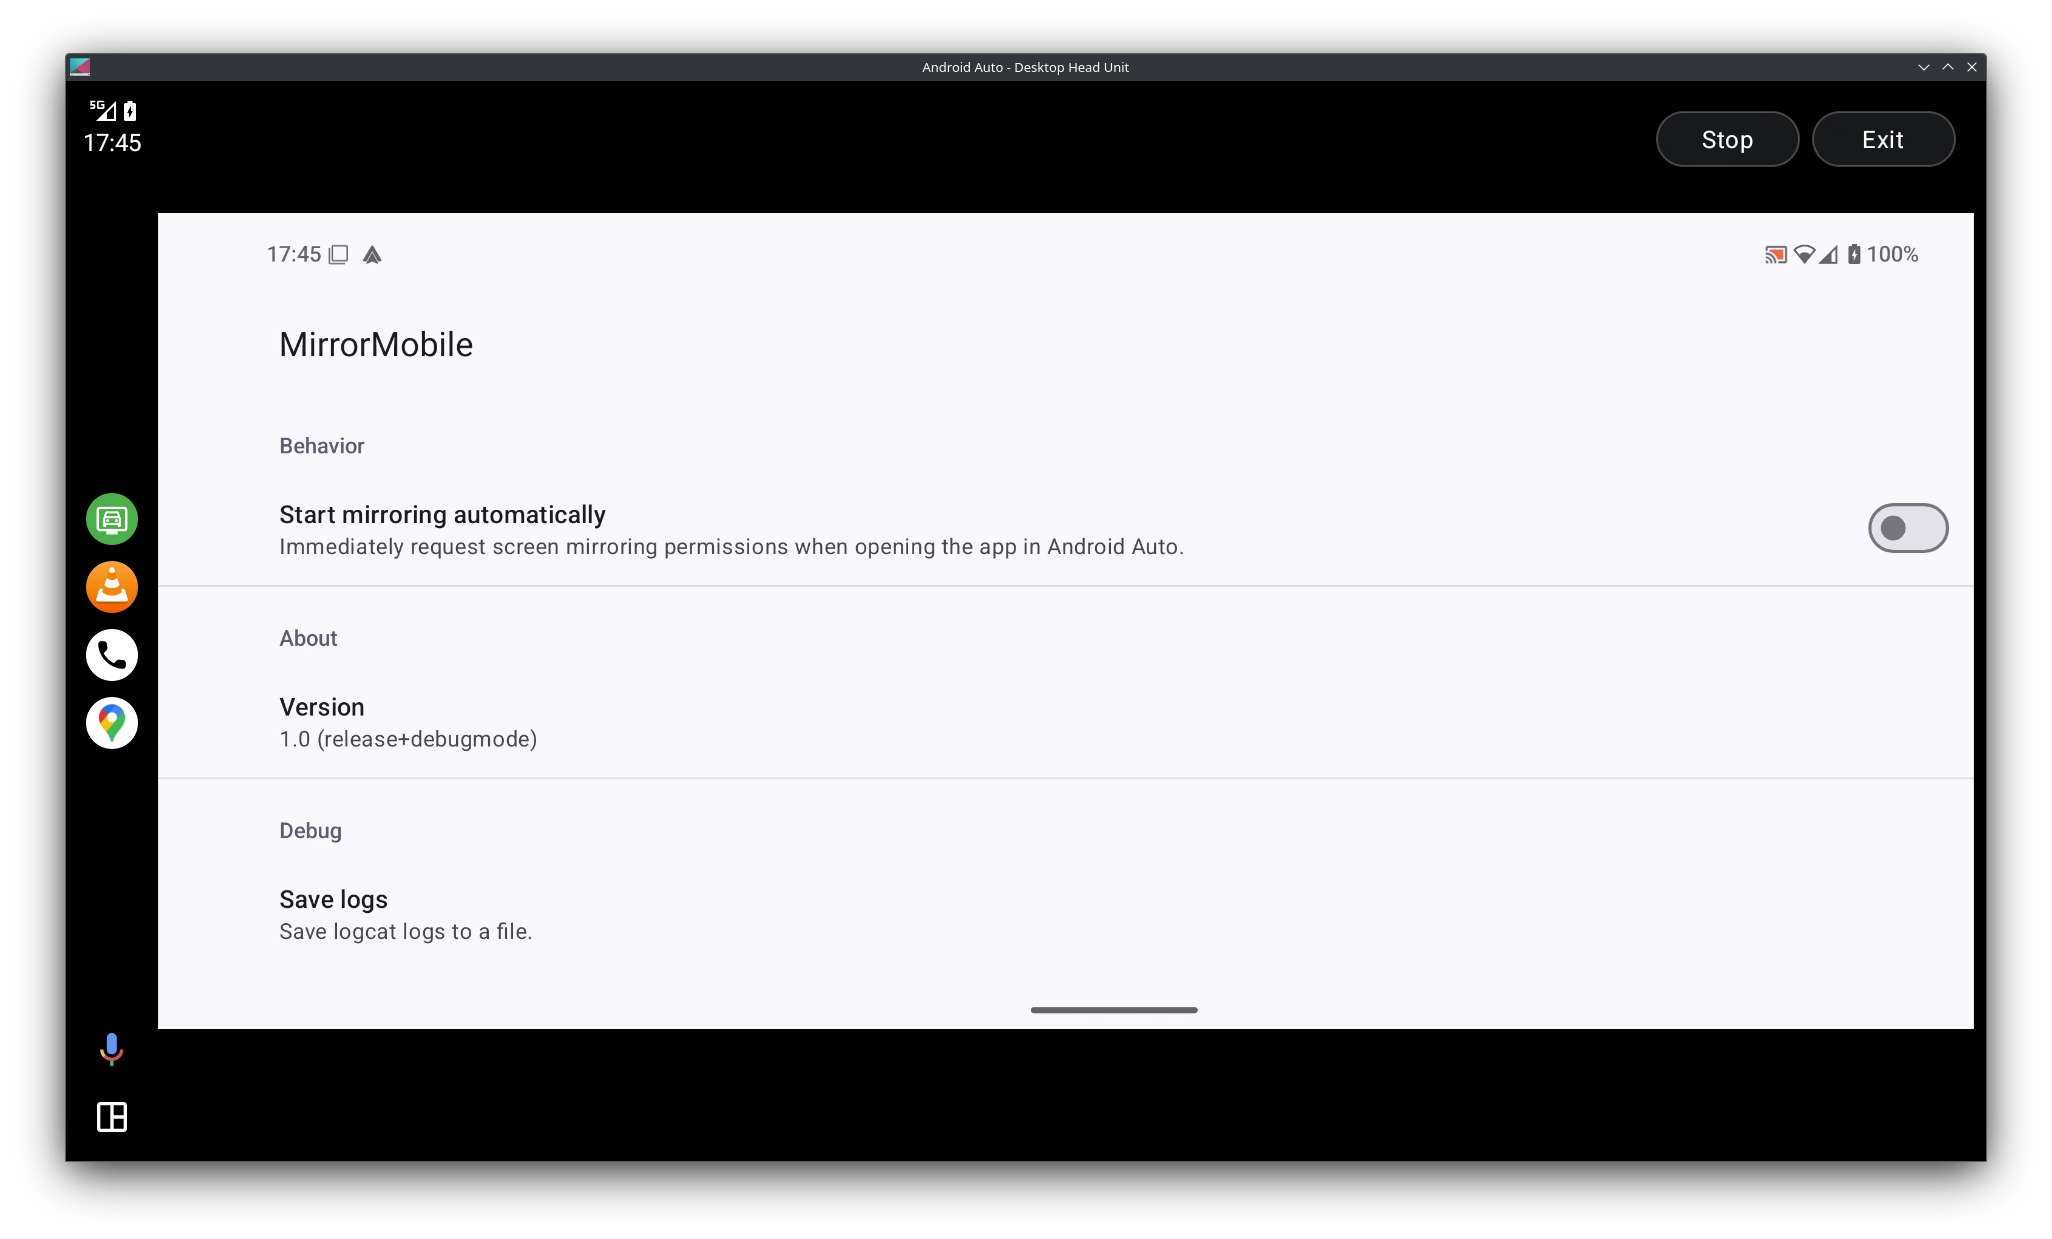 Android Auto - Desktop Head Unit
5G
17:45
Stop
Exit
17:45
100%
MirrorMobile
Behavior
Start mirroring automatically
Immediately request screen mirroring permissions when opening the app in Android Auto.
About
Version
1.0 (release+debugmode)
Debug
Save logs
Save logcat logs to a file.